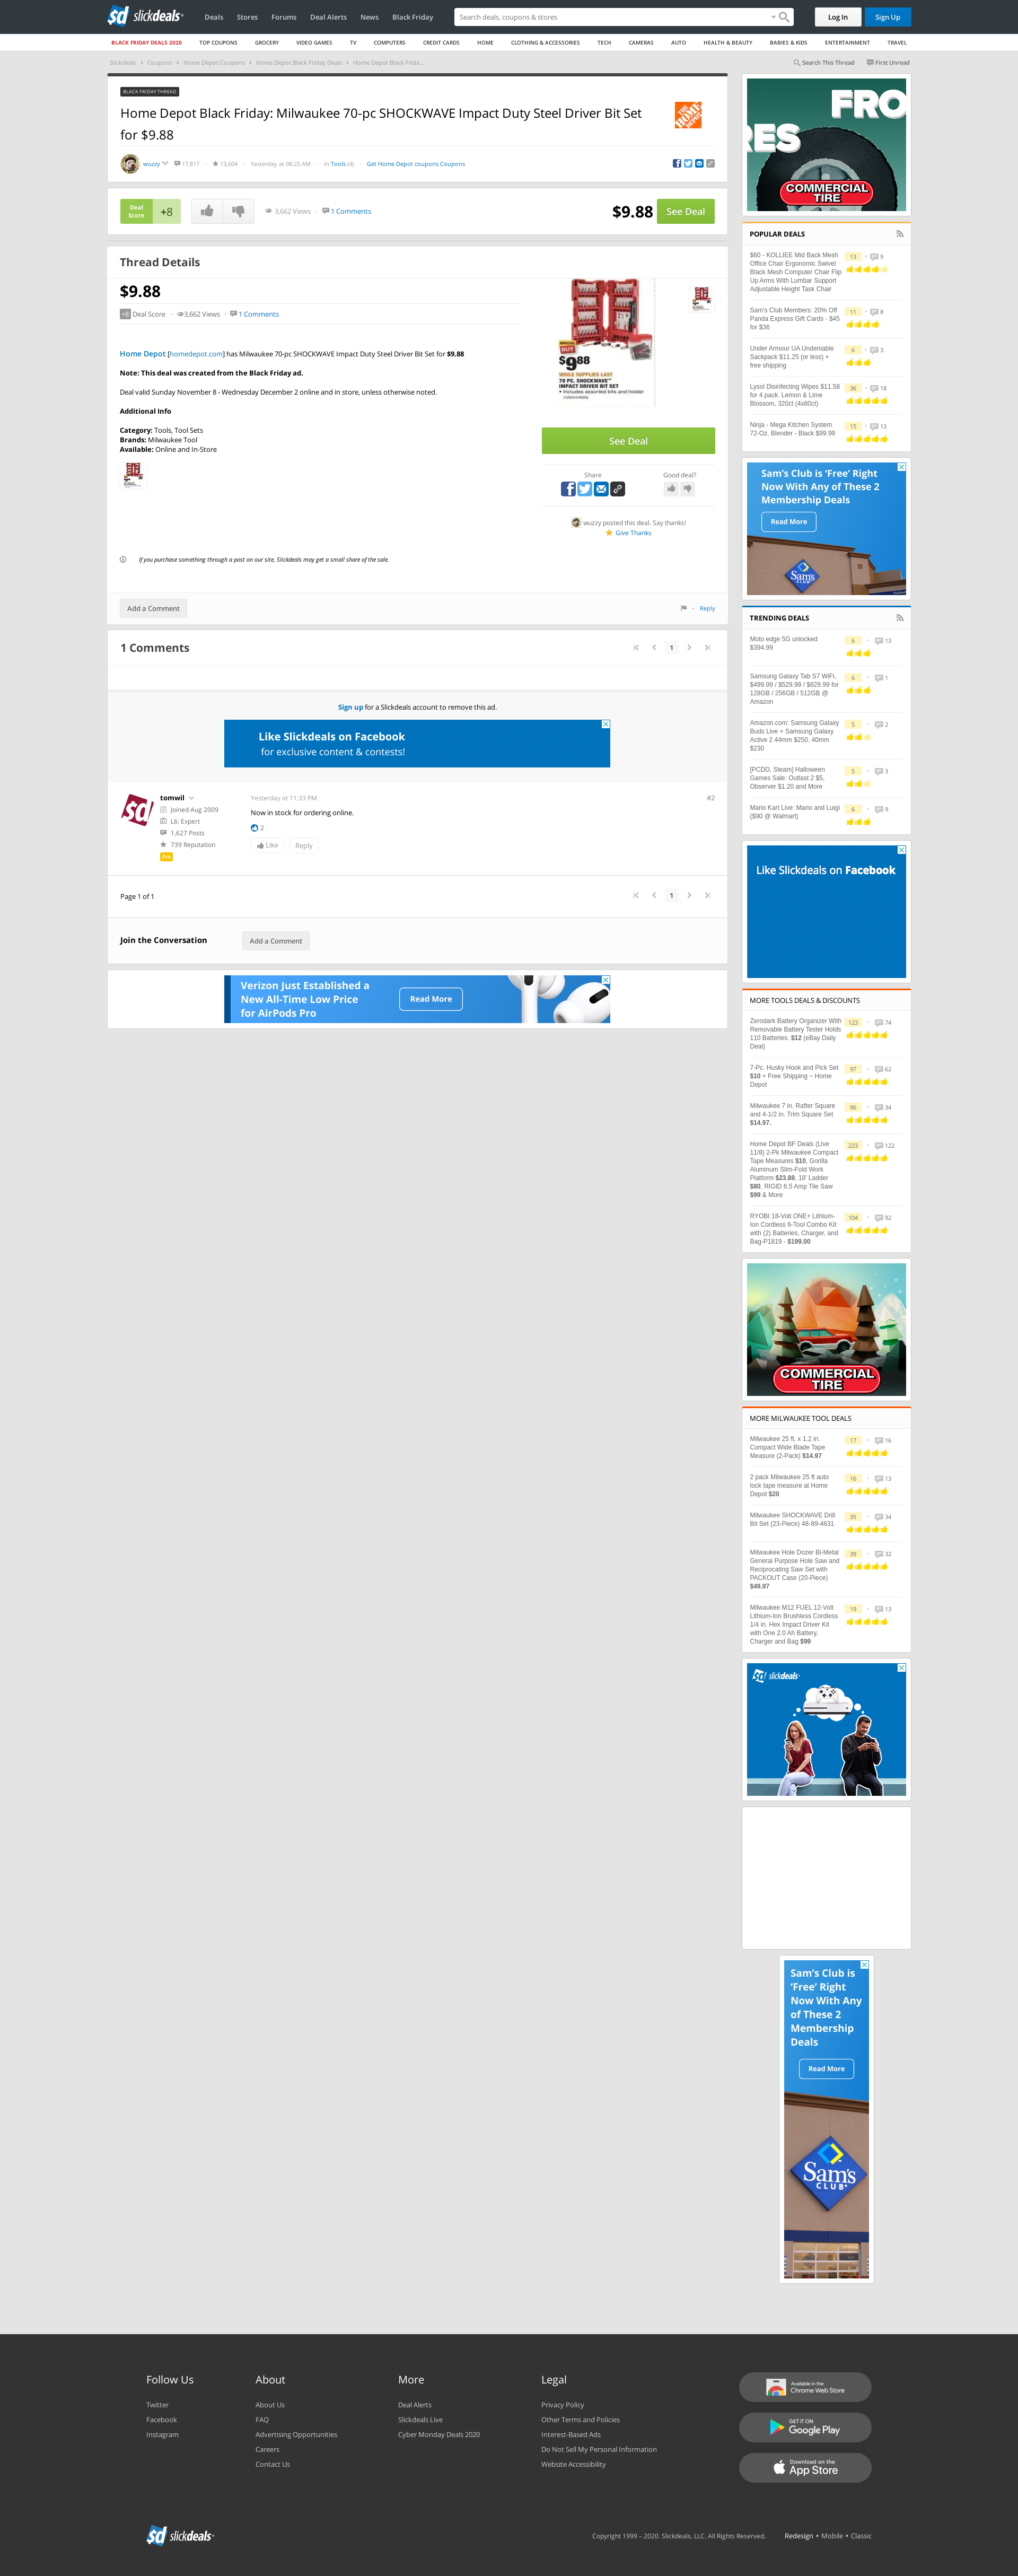 slickdeals
Deals
Stores
Forums
Deal Alerts
News
Black Friday
Search deals, coupons & stores
Log In
Sign Up
BLACK FRIDAY DEALS 2020
TOP COUPONS
GROCERY
VIDEO GAMES
TV
COMPUTERS
CREDIT CARDS
HOME
CLOTHING & ACCESSORIES
TECH
CAMERAS
AUTO
HEALTH & BEAUTY
BABIES & KIDS
ENTERTAINMENT
TRAVEL
Slickdeals
Coupons
Home Depot Coupons
Home Depot Black Friday Deals
Home Depot Black Frida...
Search This Thread
First Unread
BLACK FRIDAY THREAD
Home Depot Black Friday: Milwaukee 70-pc SHOCKWAVE Impact Duty Steel Driver Bit Set
for $9.88
wuzzy
17,817
13,604
Yesterday at 08:25 AM
in Tools (4)
Get Home Depot coupons Coupons
Deal
Score
+8
3,662 Views
1 Comments
$9.88
See Deal
Thread Details
$9.88
+8 Deal Score
3,662 Views
1 Comments
Home Depot [homedepot.com] has Milwaukee 70-pc SHOCKWAVE Impact Duty Steel Driver Bit Set for $9.88
Note: This deal was created from the Black Friday ad.
Deal valid Sunday November 8 - Wednesday December 2 online and in store, unless otherwise noted.
Additional Info
Category: Tools, Tool Sets
Brands: Milwaukee Tool
Available: Online and In-Store
BUY
$9 88
WHILE SUPPLIES LAST
70 PC. SHOCKWAVE™
IMPACT DRIVER BIT SET
• Includes assorted bits and holder
See Deal
Share
Good deal?
wuzzy posted this deal. Say thanks!
Give Thanks
If you purchase something through a post on our site, Slickdeals may get a small share of the sale.
Add a Comment
Reply
1 Comments
1
Sign up for a Slickdeals account to remove this ad.
Like Slickdeals on Facebook
for exclusive content & contests!
tomwil
Joined Aug 2009
L6: Expert
1,627 Posts
739 Reputation
Pro
Yesterday at 11:33 PM
#2
Now in stock for ordering online.
2
Like
Reply
Page 1 of 1
1
Join the Conversation
Add a Comment
Verizon Just Established a
New All-Time Low Price
for AirPods Pro
Read More
FRO
RES
COMMERCIAL
TIRE
POPULAR DEALS
$60 - KOLLIEE Mid Back Mesh
Office Chair Ergonomic Swivel
Black Mesh Computer Chair Flip
Up Arms With Lumbar Support
Adjustable Height Task Chair
13
9
Sam's Club Members: 20% Off
Panda Express Gift Cards - $45
for $36
11
8
Under Armour UA Undeniable
Sackpack $11.25 (or less) +
free shipping
6
3
Lysol Disinfecting Wipes $11.58
for 4 pack. Lemon & Lime
Blossom, 320ct (4x80ct)
36
18
Ninja - Mega Kitchen System
72-Oz. Blender - Black $99.99
15
13
Sam's Club is 'Free' Right
Now With Any of These 2
Membership Deals
Read More
Sam's
CLUB
TRENDING DEALS
Moto edge 5G unlocked
$394.99
6
13
Samsung Galaxy Tab S7 WiFi,
$499.99 / $529.99 / $629.99 for
128GB / 256GB / 512GB @
Amazon
6
1
Amazon.com: Samsung Galaxy
Buds Live + Samsung Galaxy
Active 2 44mm $250. 40mm
$230
5
2
[PCDD, Steam] Halloween
Games Sale: Outlast 2 $5,
Observer $1.20 and More
5
3
Mario Kart Live: Mario and Luigi
($90 @ Walmart)
6
9
Like Slickdeals on Facebook
MORE TOOLS DEALS & DISCOUNTS
Zerodark Battery Organizer With
Removable Battery Tester Holds
110 Batteries. $12 (eBay Daily
Deal)
123
74
7-Pc. Husky Hook and Pick Set
$10 + Free Shipping ~ Home
Depot
97
62
Milwaukee 7 in. Rafter Square
and 4-1/2 in. Trim Square Set
$14.97.
96
34
Home Depot BF Deals (Live
11/8) 2-Pk Milwaukee Compact
Tape Measures $10, Gorilla
Aluminum Slim-Fold Work
Platform $23.88, 18' Ladder
$80, RIGID 6.5 Amp Tile Saw
$99 & More
223
122
RYOBI 18-Volt ONE+ Lithium-
Ion Cordless 6-Tool Combo Kit
with (2) Batteries, Charger, and
Bag-P1819 - $199.00
104
92
COMMERCIAL
TIRE
MORE MILWAUKEE TOOL DEALS
Milwaukee 25 ft. x 1.2 in.
Compact Wide Blade Tape
Measure (2-Pack) $14.97
17
16
2 pack Milwaukee 25 ft auto
lock tape measure at Home
Depot $20
16
13
Milwaukee SHOCKWAVE Drill
Bit Set (23-Piece) 48-89-4631
35
34
Milwaukee Hole Dozer Bi-Metal
General Purpose Hole Saw and
Reciprocating Saw Set with
PACKOUT Case (20-Piece)
$49.97
39
32
Milwaukee M12 FUEL 12-Volt
Lithium-Ion Brushless Cordless
1/4 in. Hex Impact Driver Kit
with One 2.0 Ah Battery,
Charger and Bag $99
19
13
slickdeals
Sam's Club is
'Free' Right
Now With Any
of These 2
Membership
Deals
Read More
Sam's
CLUB
Follow Us
Twitter
Facebook
Instagram
About
About Us
FAQ
Advertising Opportunities
Careers
Contact Us
More
Deal Alerts
Slickdeals Live
Cyber Monday Deals 2020
Legal
Privacy Policy
Other Terms and Policies
Interest-Based Ads
Do Not Sell My Personal Information
Website Accessibility
Available in the
Chrome Web Store
GET IT ON
Google Play
Download on the
App Store
slickdeals
Copyright 1999 – 2020. Slickdeals, LLC. All Rights Reserved.
Redesign • Mobile • Classic